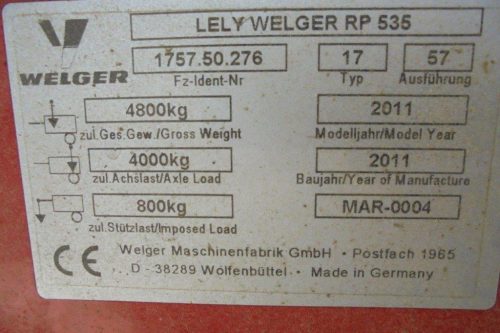 LELY WELGER RP 535
WELGER
1757.50.276 17 57
Fz-Ident-Nr Typ Ausführung
4800kg 2011
zul.Ges.Gew./Gross Weight Modelljahr/Model Year
4000kg 2011
zul.Achslast/Axle Load Baujahr/Year of Manufacture
800kg MAR-0004
zul.Stützlast/Imposed Load
CE Welger Maschinenfabrik GmbH • Postfach 1965
D - 38289 Wolfenbüttel • Made in Germany